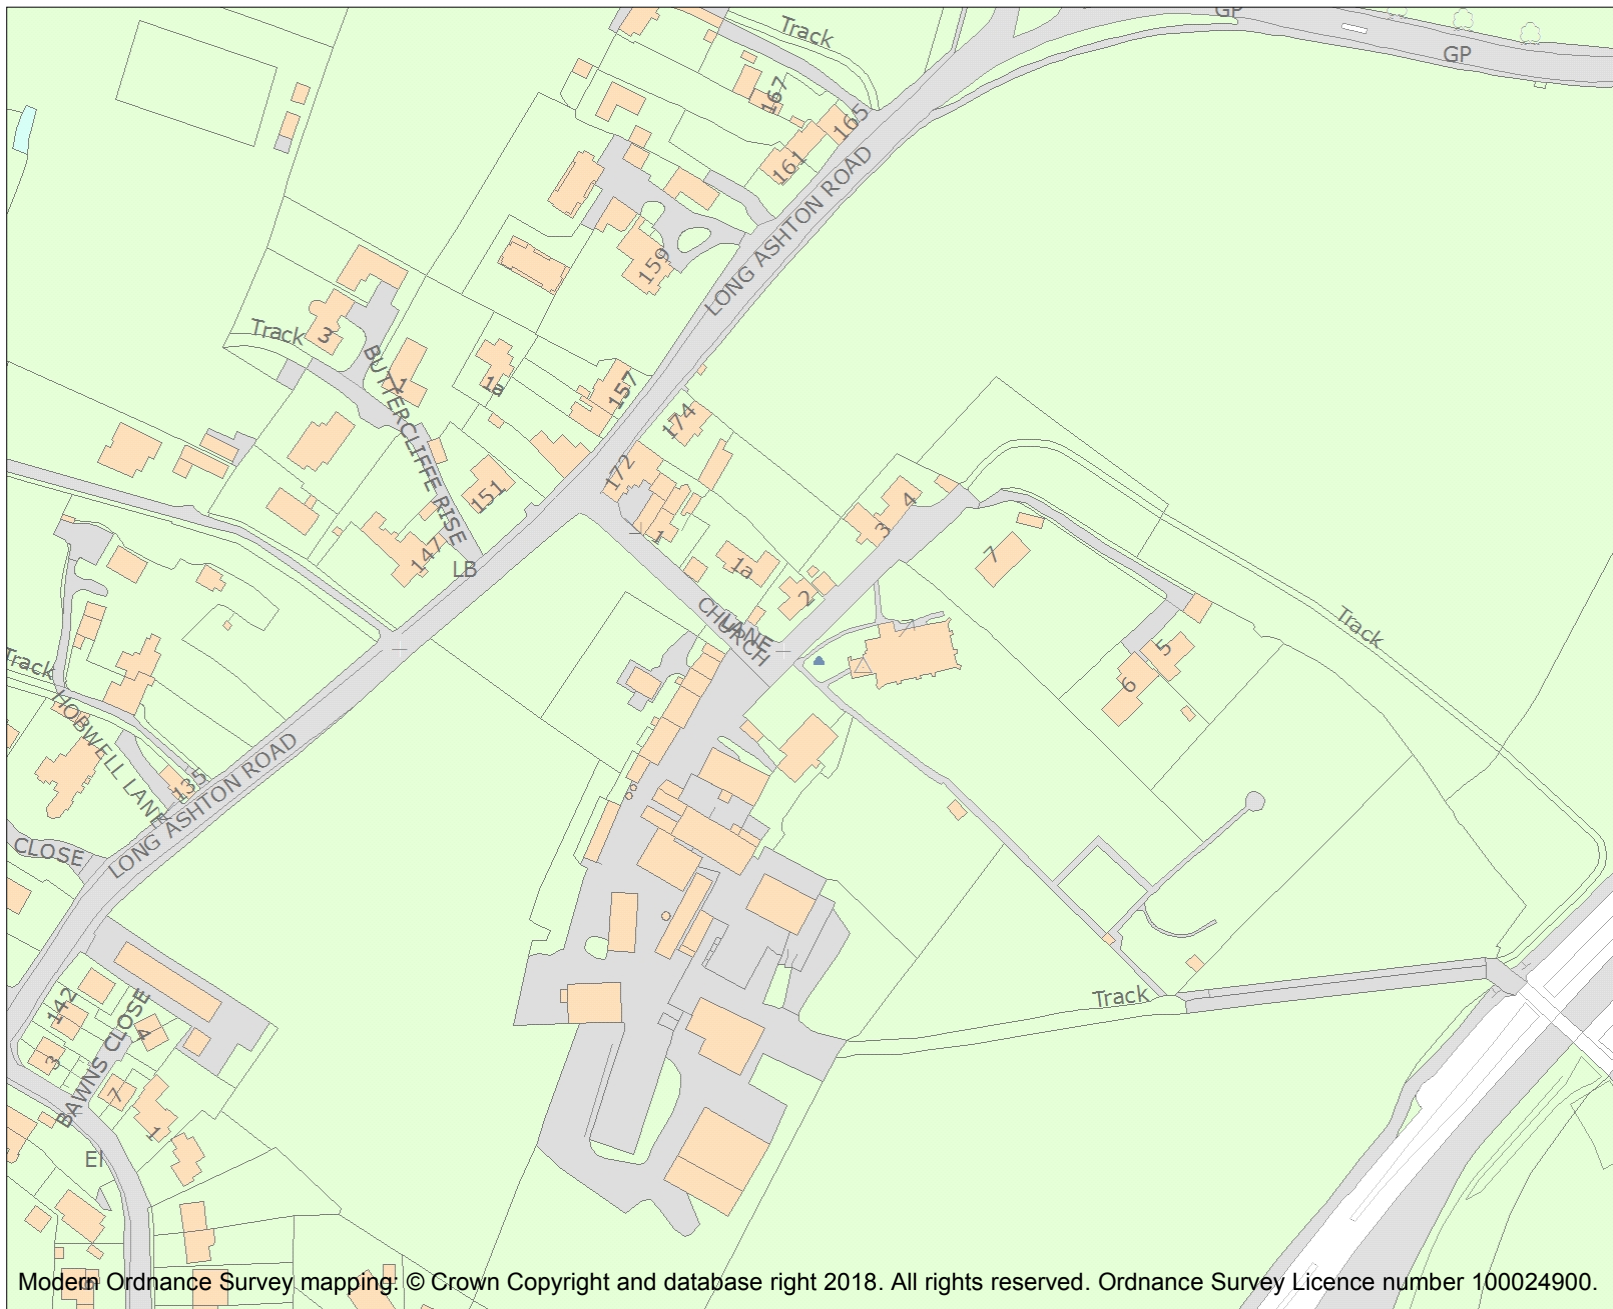 GP
Track
GP
167
165
161
LONG ASHTON ROAD
159
Track
3
BUTTERCLIFFE RISE
1
1a
157
174
172
151
147
LB
1
1a
CHURCH
LANE
2
3
4
7
5
6
Track
Track
HOBWELL LANE
135
LONG ASHTON ROAD
CLOSE
142
BAWNS CLOSE
4
3
7
1
El
Track
Modern Ordnance Survey mapping: © Crown Copyright and database right 2018. All rights reserved. Ordnance Survey Licence number 100024900.